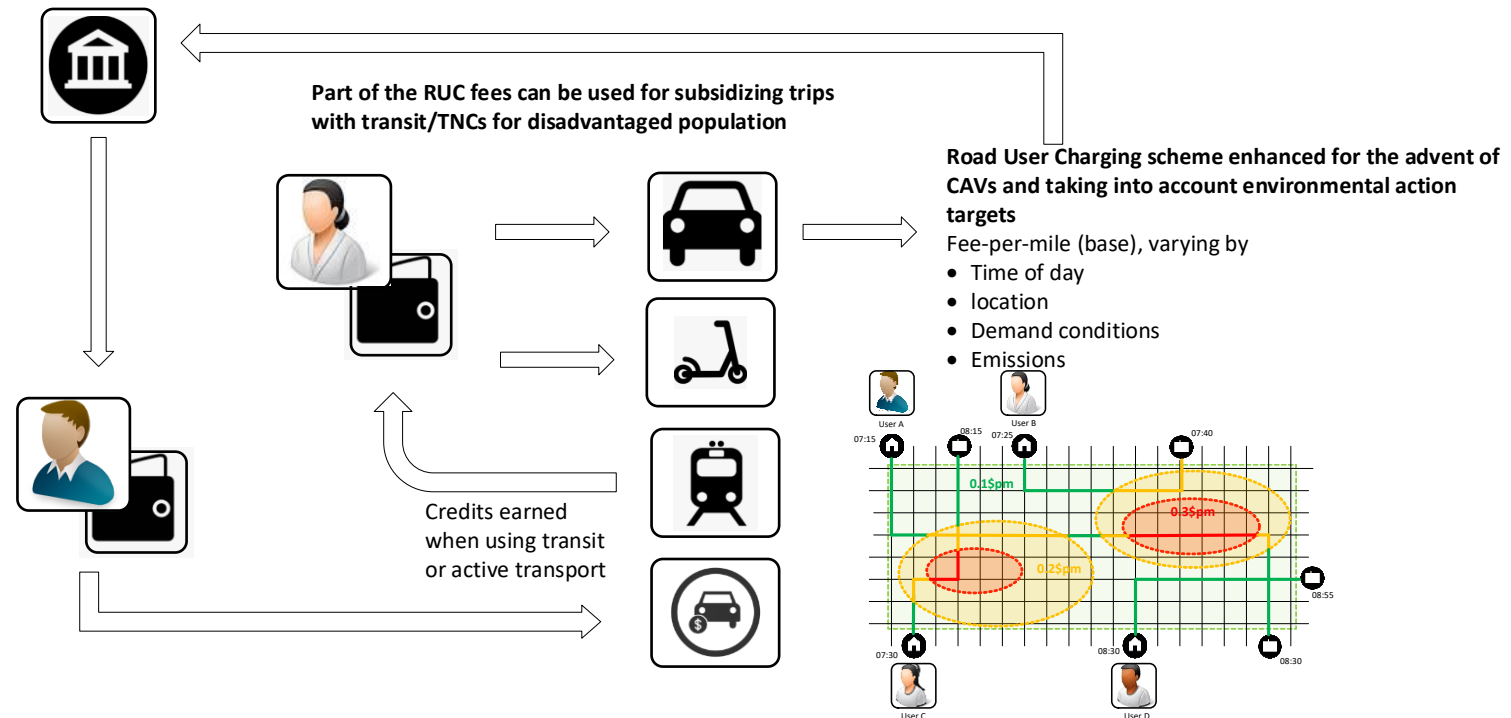 Part of the RUC fees can be used for subsidizing trips
with transit/TNCs for disadvantaged population
Road User Charging scheme enhanced for the advent of
CAVs and taking into account environmental action
targets
Fee-per-mile (base), varying by
• Time of day
• location
• Demand conditions
• Emissions
Credits earned
when using transit
or active transport
$
User A
User B
07:15
08:15
07:25
07:40
0.1$pm
0.3$pm
0.2$pm
08:55
07:30
08:30
08:30
User C
User D